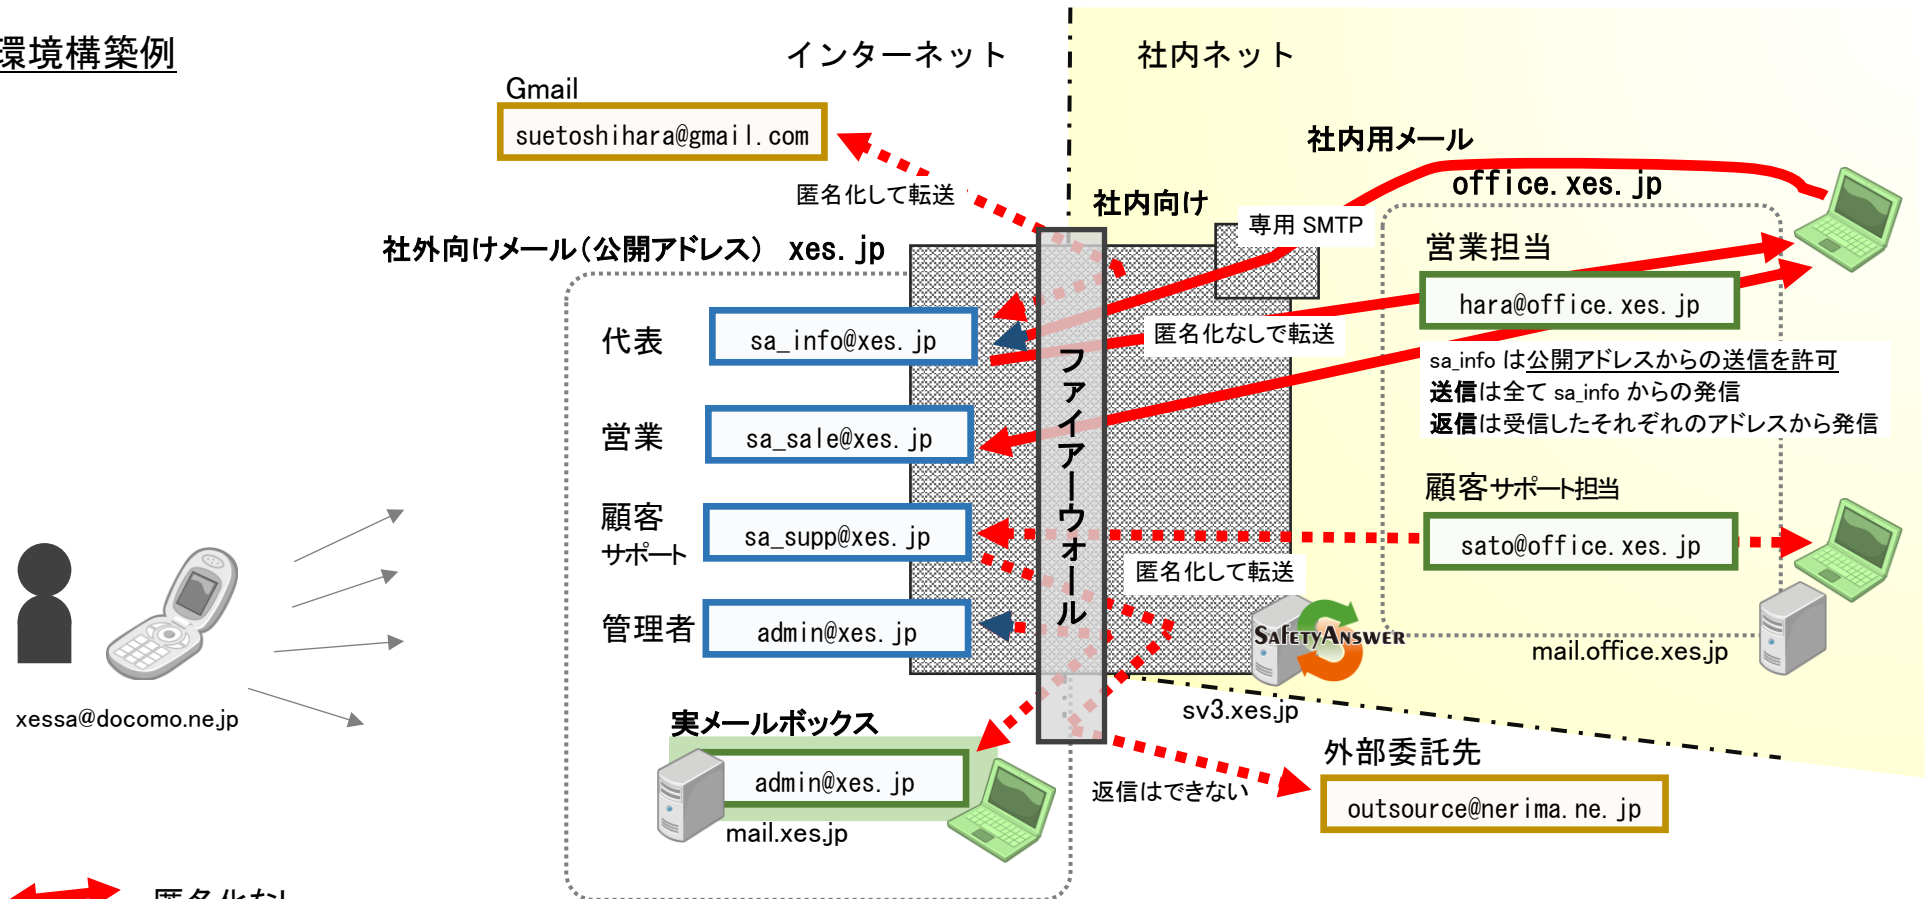 環境構築例
インターネット
社内ネット
Gmail
suetoshihara@gmail.com
匿名化して転送
社内用メール
office.xes.jp
社内向け
専用 SMTP
社外向けメール（公開アドレス） xes.jp
営業担当
hara@office.xes.jp
代表
sa_info@xes.jp
匿名化なしで転送
sa_info は公開アドレスからの送信を許可
送信は全て sa_info からの発信
返信は受信したそれぞれのアドレスから発信
ファイアーウォール
営業
sa_sale@xes.jp
顧客サポート担当
sato@office.xes.jp
顧客
サポート
sa_supp@xes.jp
匿名化して転送
管理者
admin@xes.jp
SAFETYANSWER
mail.office.xes.jp
sv3.xes.jp
xessa@docomo.ne.jp
実メールボックス
admin@xes.jp
mail.xes.jp
返信はできない
外部委託先
outsource@nerima.ne.jp
匿名化なし